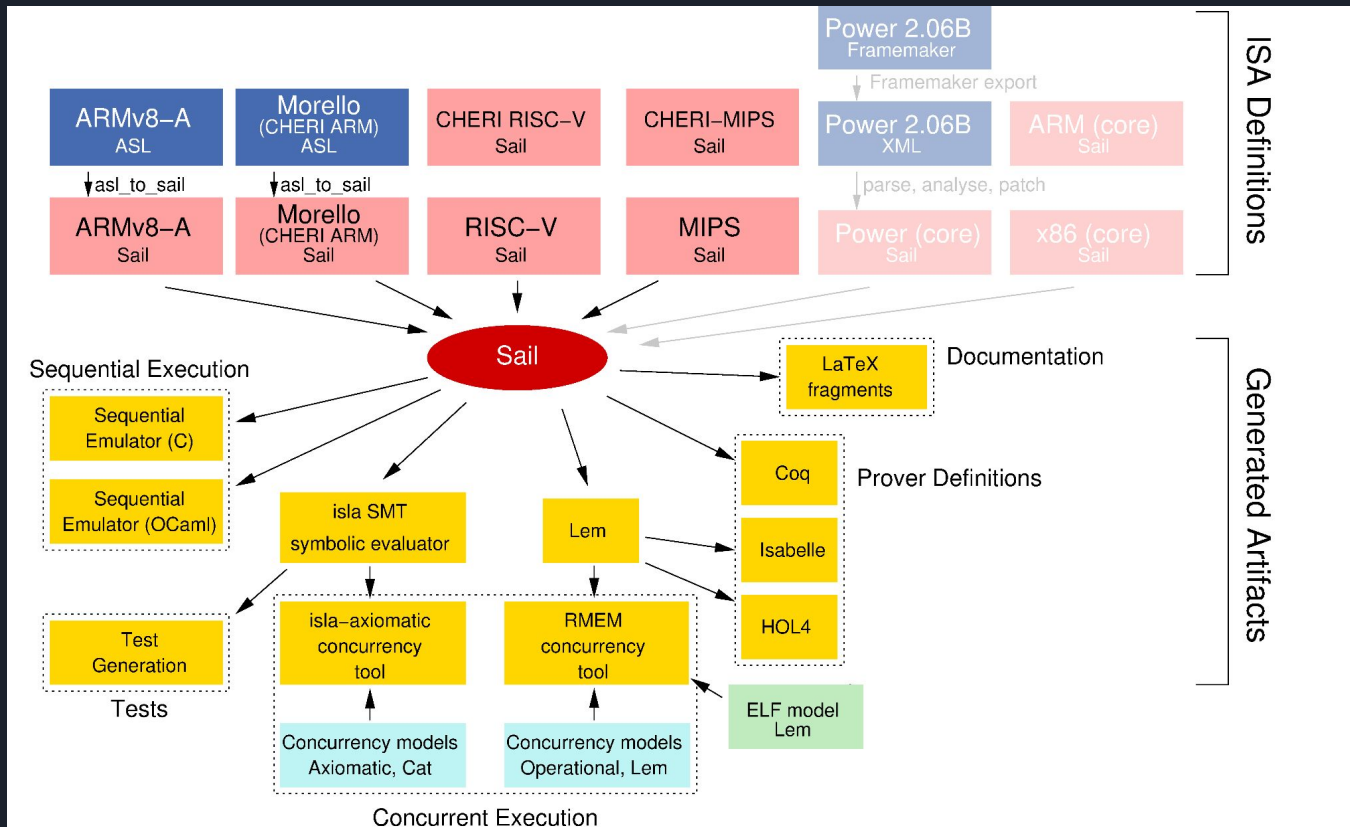 Power 2.06B
Framemaker
Framemaker export
ARMv8-A
ASL
Morello
(CHERI ARM)
ASL
CHERI RISC-V
Sail
CHERI-MIPS
Sail
Power 2.06B
XML
ARM (core)
Sail
asl_to_sail
asl_to_sail
parse, analyse, patch
ARMv8-A
Sail
Morello
(CHERI ARM)
Sail
RISC-V
Sail
MIPS
Sail
Power (core)
Sail
x86 (core)
Sail
ISA Definitions
Sail
Sequential Execution
Sequential
Emulator (C)
Sequential
Emulator (OCaml)
LaTeX
fragments
Documentation
isla SMT
symbolic evaluator
Lem
Coq
Isabelle
HOL4
Prover Definitions
Generated Artifacts
Test
Generation
Tests
isla-axiomatic
concurrency
tool
RMEM
concurrency
tool
ELF model
Lem
Concurrency models
Axiomatic, Cat
Concurrency models
Operational, Lem
Concurrent Execution